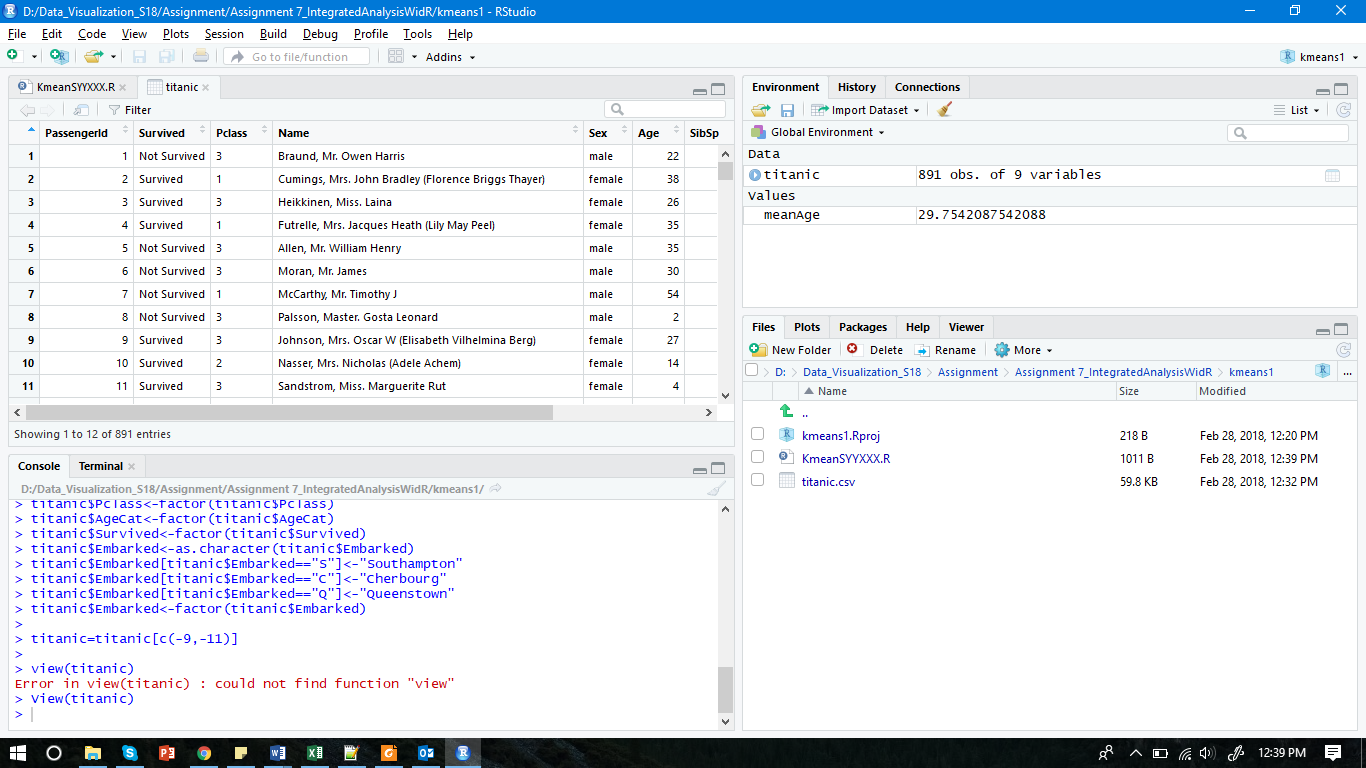 D:/Data_Visualization_S18/Assignment/Assignment 7_IntegratedAnalysisWidR/kmeans1 - RStudio
File Edit Code View Plots Session Build Debug Profile Tools Help
Go to file/function Addins kmeans1
KmeanSYYXXX.R titanic
Filter
PassengerId Survived Pclass Name Sex Age SibSp
1 1 Not Survived 3 Braund, Mr. Owen Harris male 22
2 2 Survived 1 Cumings, Mrs. John Bradley (Florence Briggs Thayer) female 38
3 3 Survived 3 Heikkinen, Miss. Laina female 26
4 4 Survived 1 Futrelle, Mrs. Jacques Heath (Lily May Peel) female 35
5 5 Not Survived 3 Allen, Mr. William Henry male 35
6 6 Not Survived 3 Moran, Mr. James male 30
7 7 Not Survived 1 McCarthy, Mr. Timothy J male 54
8 8 Not Survived 3 Palsson, Master. Gosta Leonard male 2
9 9 Survived 3 Johnson, Mrs. Oscar W (Elisabeth Vilhelmina Berg) female 27
10 10 Survived 2 Nasser, Mrs. Nicholas (Adele Achem) female 14
11 11 Survived 3 Sandstrom, Miss. Marguerite Rut female 4
Showing 1 to 12 of 891 entries
Console Terminal
D:/Data_Visualization_S18/Assignment/Assignment 7_IntegratedAnalysisWidR/kmeans1/
> titanic$Pclass<-factor(titanic$Pclass)
> titanic$AgeCat<-factor(titanic$AgeCat)
> titanic$Survived<-factor(titanic$Survived)
> titanic$Embarked<-as.character(titanic$Embarked)
> titanic$Embarked[titanic$Embarked=="S"]<-"Southampton"
> titanic$Embarked[titanic$Embarked=="C"]<-"Cherbourg"
> titanic$Embarked[titanic$Embarked=="Q"]<-"Queenstown"
> titanic$Embarked<-factor(titanic$Embarked)
>
> titanic=titanic[c(-9,-11)]
>
> view(titanic)
Error in view(titanic) : could not find function "view"
> View(titanic)
>
Environment History Connections
Import Dataset List
Global Environment
Data
titanic 891 obs. of 9 variables
Values
meanAge 29.7542087542088
Files Plots Packages Help Viewer
New Folder Delete Rename More
D: Data_Visualization_S18 Assignment Assignment 7_IntegratedAnalysisWidR kmeans1 ...
Name Size Modified
..
kmeans1.Rproj 218 B Feb 28, 2018, 12:20 PM
KmeanSYYXXX.R 1011 B Feb 28, 2018, 12:39 PM
titanic.csv 59.8 KB Feb 28, 2018, 12:32 PM
12:39 PM